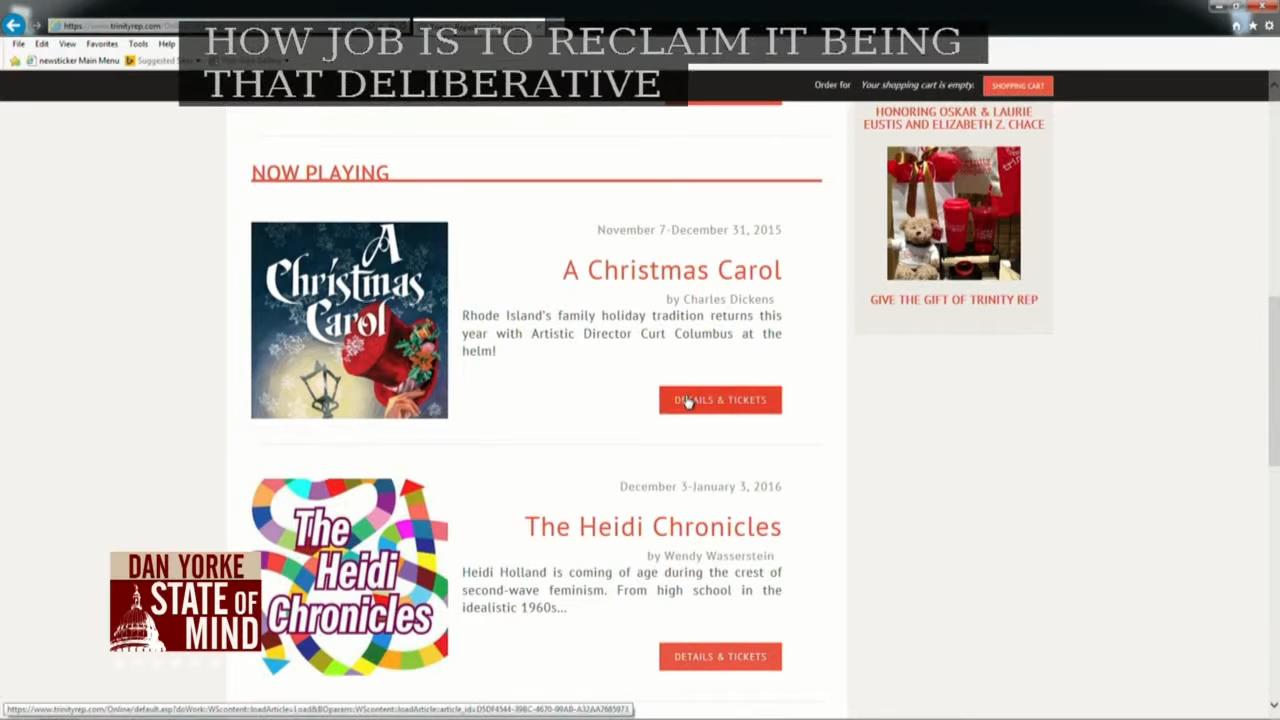 https://www.trinityrep.com
HOW JOB IS TO RECLAIM IT BEING
THAT DELIBERATIVE
File Edit View Favorites Tools Help
newsticker Main Menu Suggested
Order for Your shopping cart is empty. SHOPPING CART
HONORING OSKAR & LAURIE
EUSTIS AND ELIZABETH Z. CHACE
NOW PLAYING
A
Christmas
Carol
November 7-December 31, 2015
A Christmas Carol
by Charles Dickens
Rhode Island's family holiday tradition returns this
year with Artistic Director Curt Columbus at the
helm!
DETAILS & TICKETS
GIVE THE GIFT OF TRINITY REP
The
Heidi
Chronicles
December 3-January 3, 2016
The Heidi Chronicles
by Wendy Wasserstein
Heidi Holland is coming of age during the crest of
second-wave feminism. From high school in the
idealistic 1960s...
DETAILS & TICKETS
DAN YORKE
STATE OF
MIND